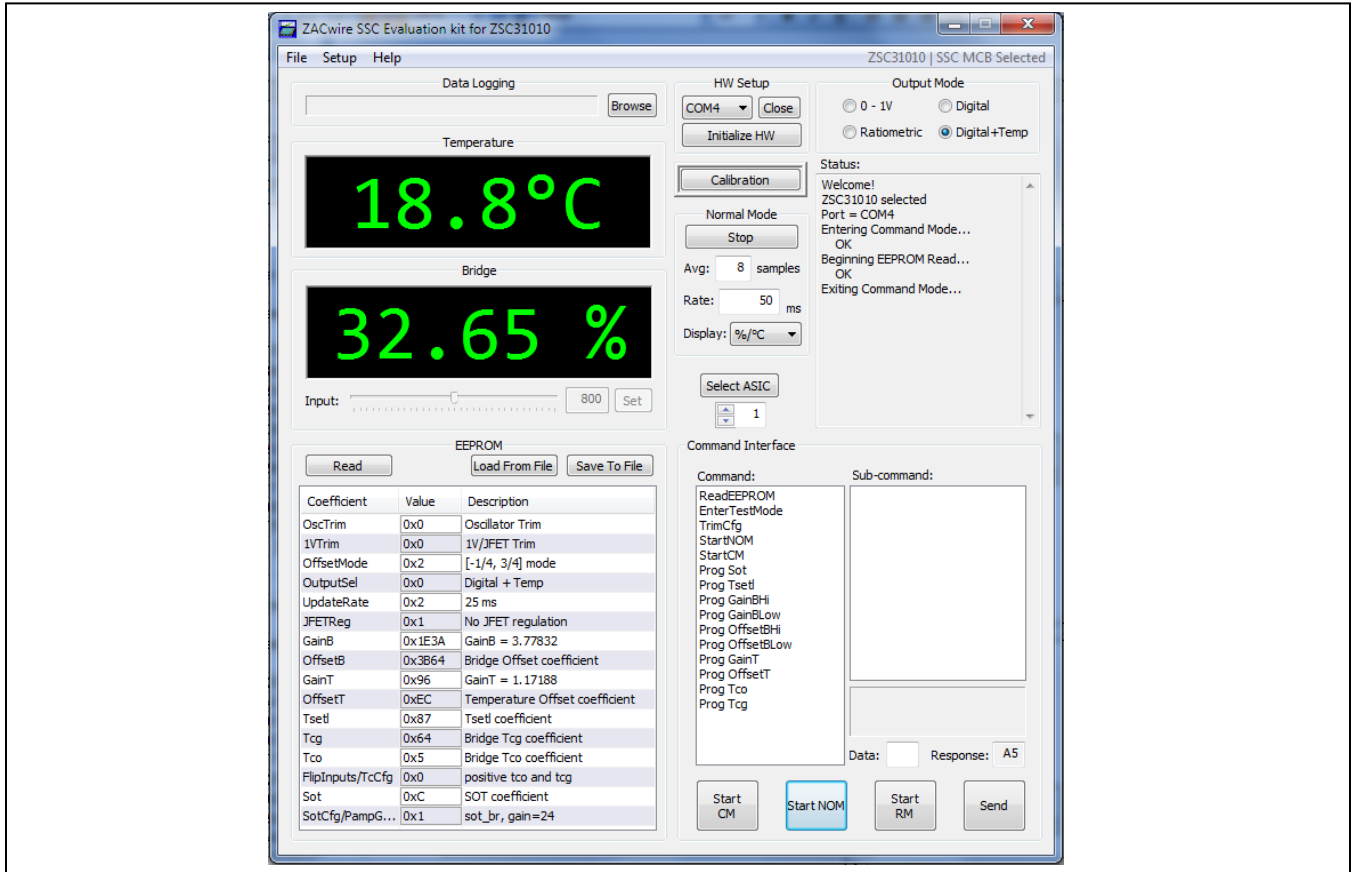 ZACwire SSC Evaluation kit for ZSC31010
File Setup Help
ZSC31010 | SSC MCB Selected
Data Logging
Browse
Temperature
18.8°C
Bridge
32.65 %
Input: 800 Set
HW Setup
COM4 Close
Initialize HW
Calibration
Normal Mode
Stop
Avg: 8 samples
Rate: 50 ms
Display: %/°C
Select ASIC
1
Output Mode
0 - 1V Digital
Ratiometric Digital+Temp
Status:
Welcome!
ZSC31010 selected
Port = COM4
Entering Command Mode...
OK
Beginning EEPROM Read...
OK
Exiting Command Mode...
EEPROM
Read Load From File Save To File
Coefficient Value Description
OscTrim 0x0 Oscillator Trim
1VTrim 0x0 1V/JFET Trim
OffsetMode 0x2 [-1/4, 3/4] mode
OutputSel 0x0 Digital + Temp
UpdateRate 0x2 25 ms
JFETReg 0x1 No JFET regulation
GainB 0x1E3A GainB = 3.77832
OffsetB 0x3B64 Bridge Offset coefficient
GainT 0x96 GainT = 1.17188
OffsetT 0xEC Temperature Offset coefficient
Tsetl 0x87 Tsetl coefficient
Tcg 0x64 Bridge Tcg coefficient
Tco 0x5 Bridge Tco coefficient
FlipInputs/TcCfg 0x0 positive tco and tcg
Sot 0xC SOT coefficient
SotCfg/PampG... 0x1 sot_br, gain=24
Command Interface
Command:
ReadEEPROM
EnterTestMode
TrimCfg
StartNOM
StartCM
Prog Sot
Prog Tsetl
Prog GainBHi
Prog GainBLow
Prog OffsetBHi
Prog OffsetBLow
Prog GainT
Prog OffsetT
Prog Tco
Prog Tcg
Sub-command:
Data: Response: A5
Start CM
Start NOM
Start RM
Send